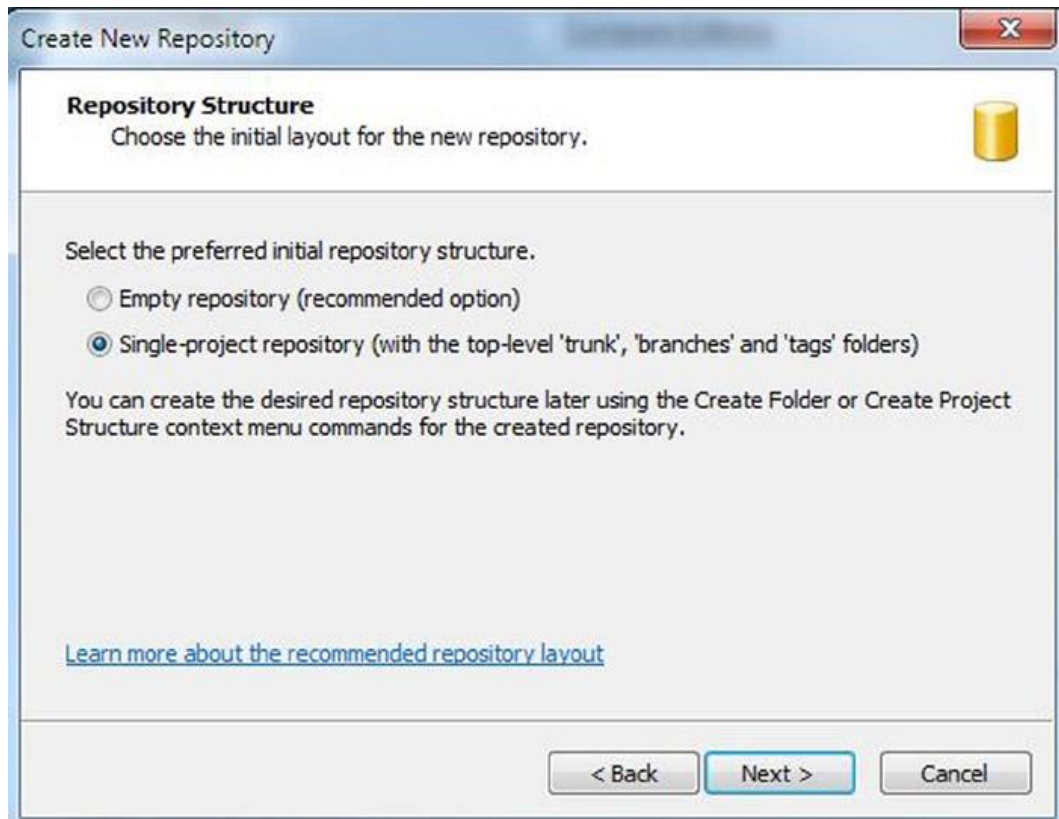 Create New Repository
Repository Structure
Choose the initial layout for the new repository.
Select the preferred initial repository structure.
Empty repository (recommended option)
Single-project repository (with the top-level 'trunk', 'branches' and 'tags' folders)
You can create the desired repository structure later using the Create Folder or Create Project
Structure context menu commands for the created repository.
Learn more about the recommended repository layout
< Back
Next >
Cancel